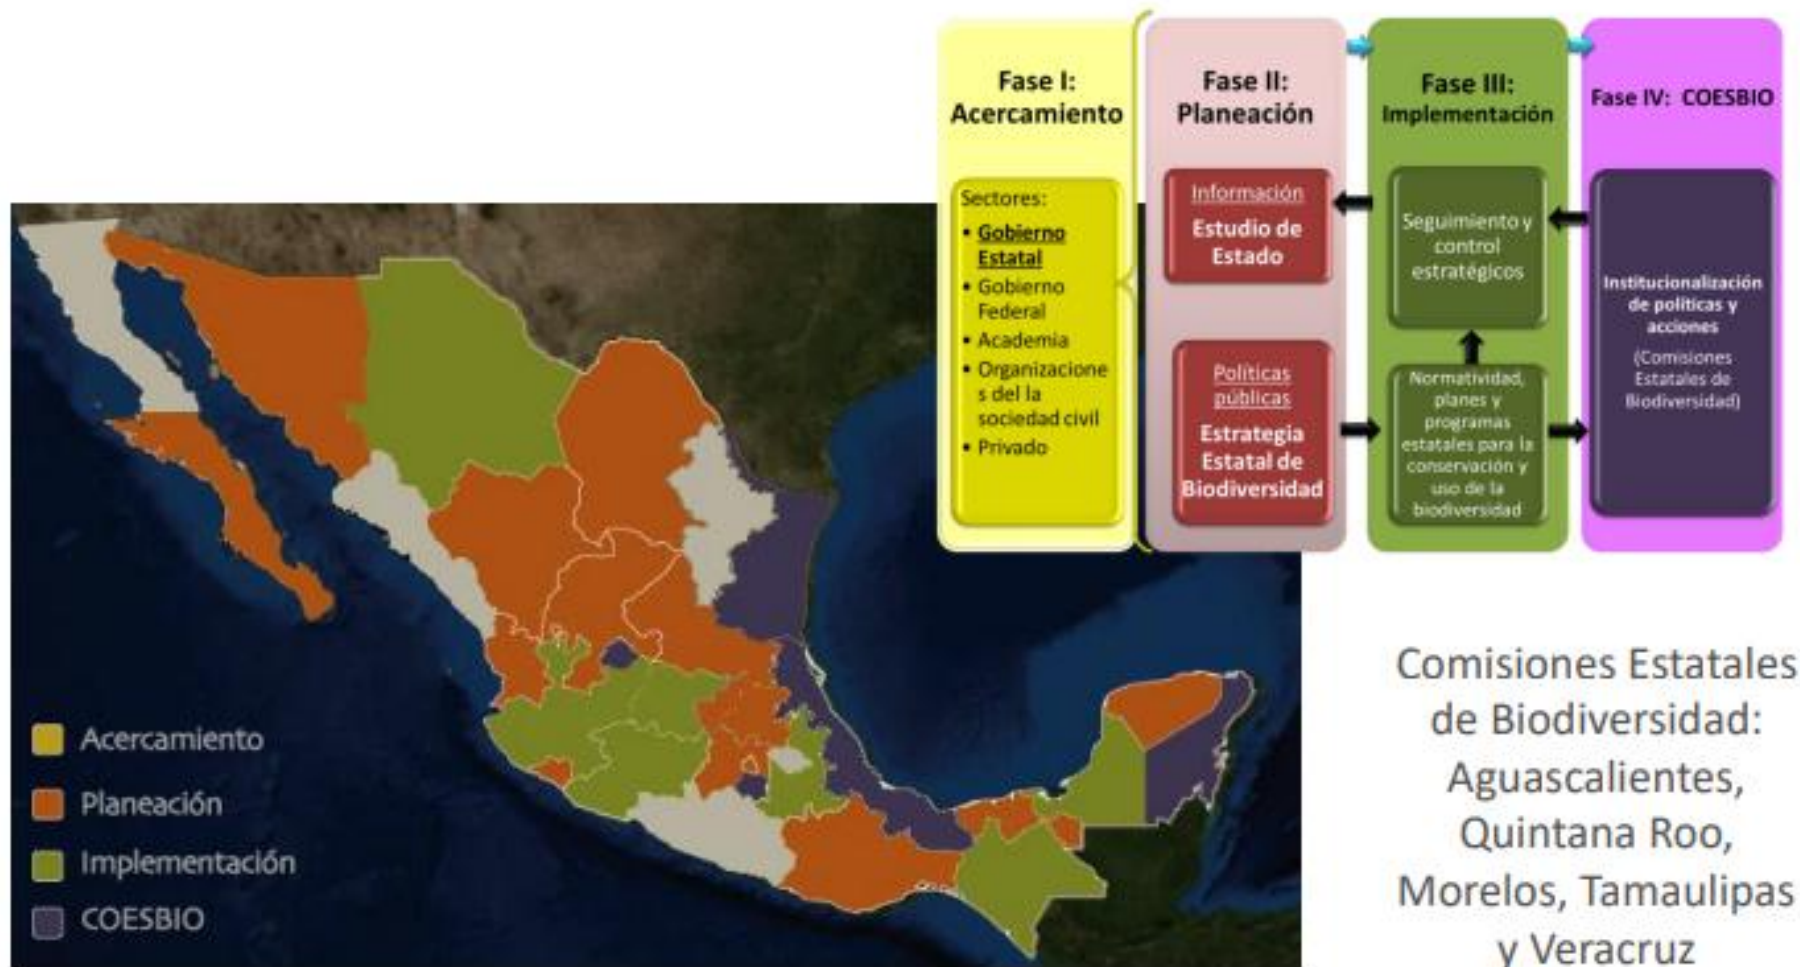 Fase I:
Acercamiento
Sectores:
• Gobierno
Estatal
• Gobierno
Federal
• Academia
• Organizacione
s del la
sociedad civil
• Privado
Fase II:
Planeación
Información
Estudio de
Estado
Políticas
públicas
Estrategia
Estatal de
Biodiversidad
Fase III:
Implementación
Seguimiento y
control
estratégicos
Normatividad,
planes y
programas
estatales para la
conservación y
uso de la
biodiversidad
Fase IV: COESBIO
Institucionalización
de políticas y
acciones
(Comisiones
Estatales de
Biodiversidad)
Acercamiento
Planeación
Implementación
COESBIO
Comisiones Estatales
de Biodiversidad:
Aguascalientes,
Quintana Roo,
Morelos, Tamaulipas
y Veracruz